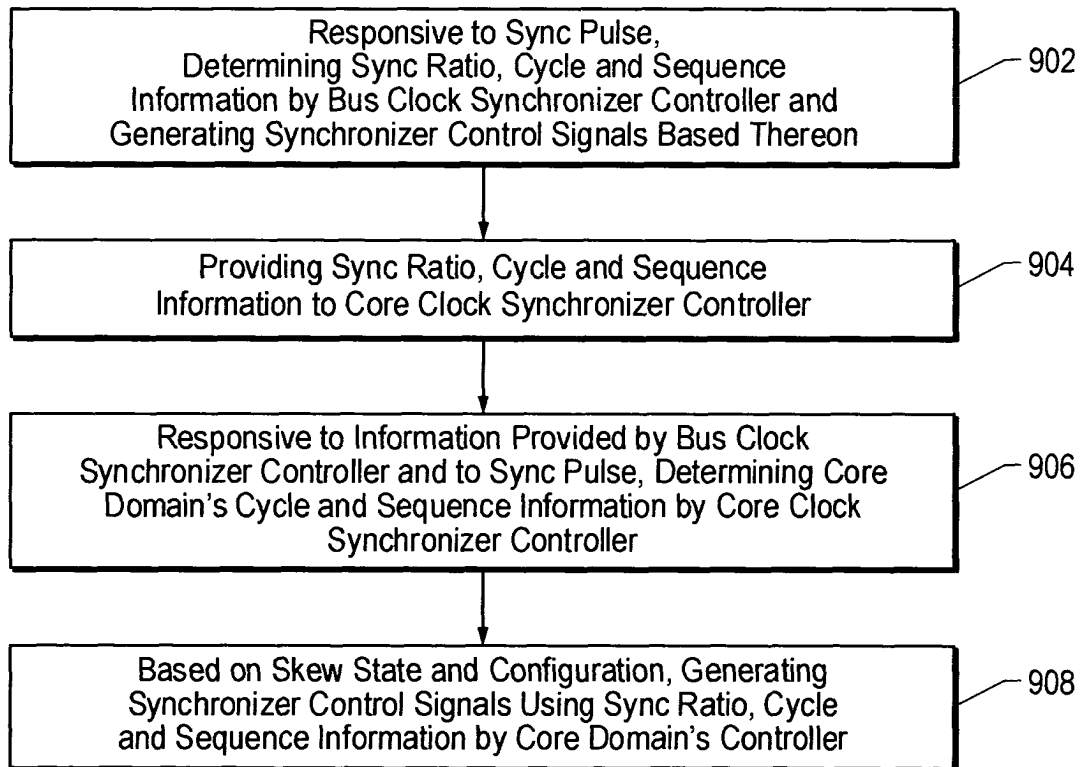 Responsive to Sync Pulse,
Determining Sync Ratio, Cycle and Sequence
Information by Bus Clock Synchronizer Controller and
Generating Synchronizer Control Signals Based Thereon
902
Providing Sync Ratio, Cycle and Sequence
Information to Core Clock Synchronizer Controller
904
Responsive to Information Provided by Bus Clock
Synchronizer Controller and to Sync Pulse, Determining Core
Domain's Cycle and Sequence Information by Core Clock
Synchronizer Controller
906
Based on Skew State and Configuration, Generating
Synchronizer Control Signals Using Sync Ratio, Cycle
and Sequence Information by Core Domain's Controller
908